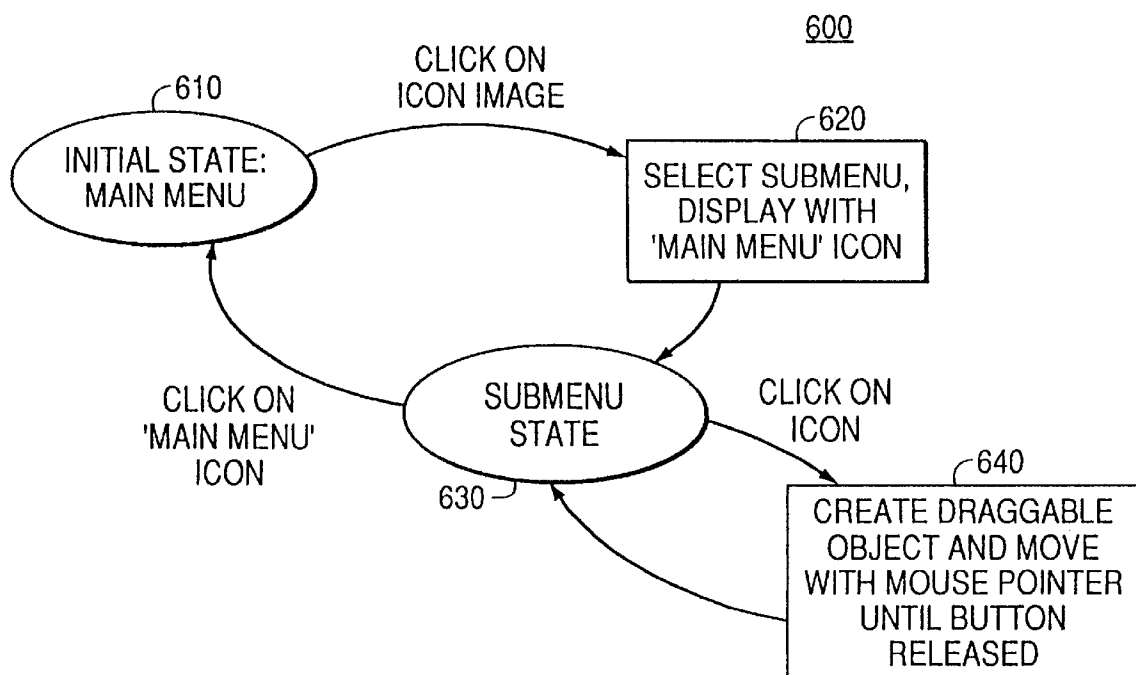 600
CLICK ON
ICON IMAGE
610
INITIAL STATE:
MAIN MENU
620
SELECT SUBMENU,
DISPLAY WITH
'MAIN MENU' ICON
CLICK ON
'MAIN MENU'
ICON
SUBMENU
STATE
630
CLICK ON
ICON
640
CREATE DRAGGABLE
OBJECT AND MOVE
WITH MOUSE POINTER
UNTIL BUTTON
RELEASED